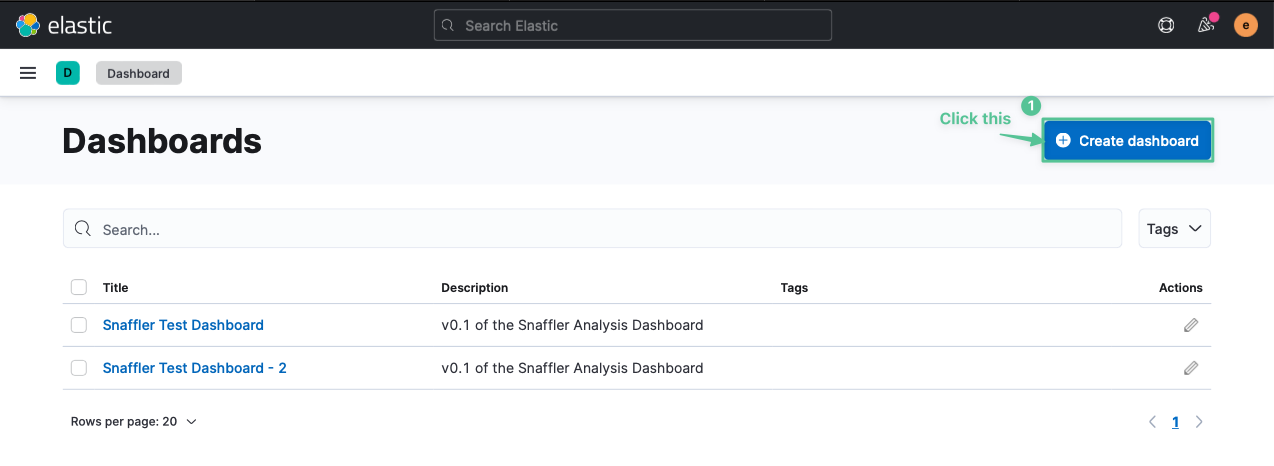 elastic
Search Elastic
e
D
Dashboard
1
Click this
Dashboards
Create dashboard
Search...
Tags
Title Description Tags Actions
Snaffler Test Dashboard v0.1 of the Snaffler Analysis Dashboard
Snaffler Test Dashboard - 2 v0.1 of the Snaffler Analysis Dashboard
Rows per page: 20
1